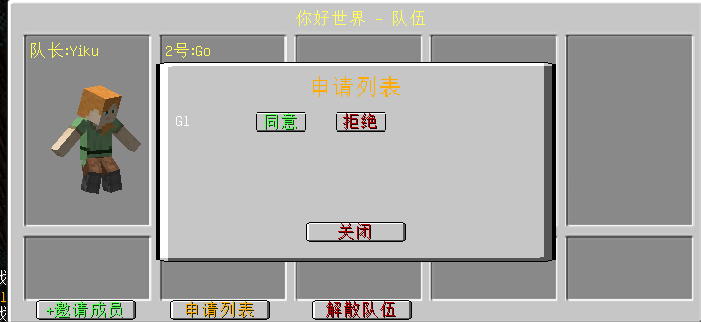 你好世界 - 队伍
队长:Yiku
2号:Go
申请列表
G1
同意
拒绝
关闭
+邀请成员
申请列表
解散队伍